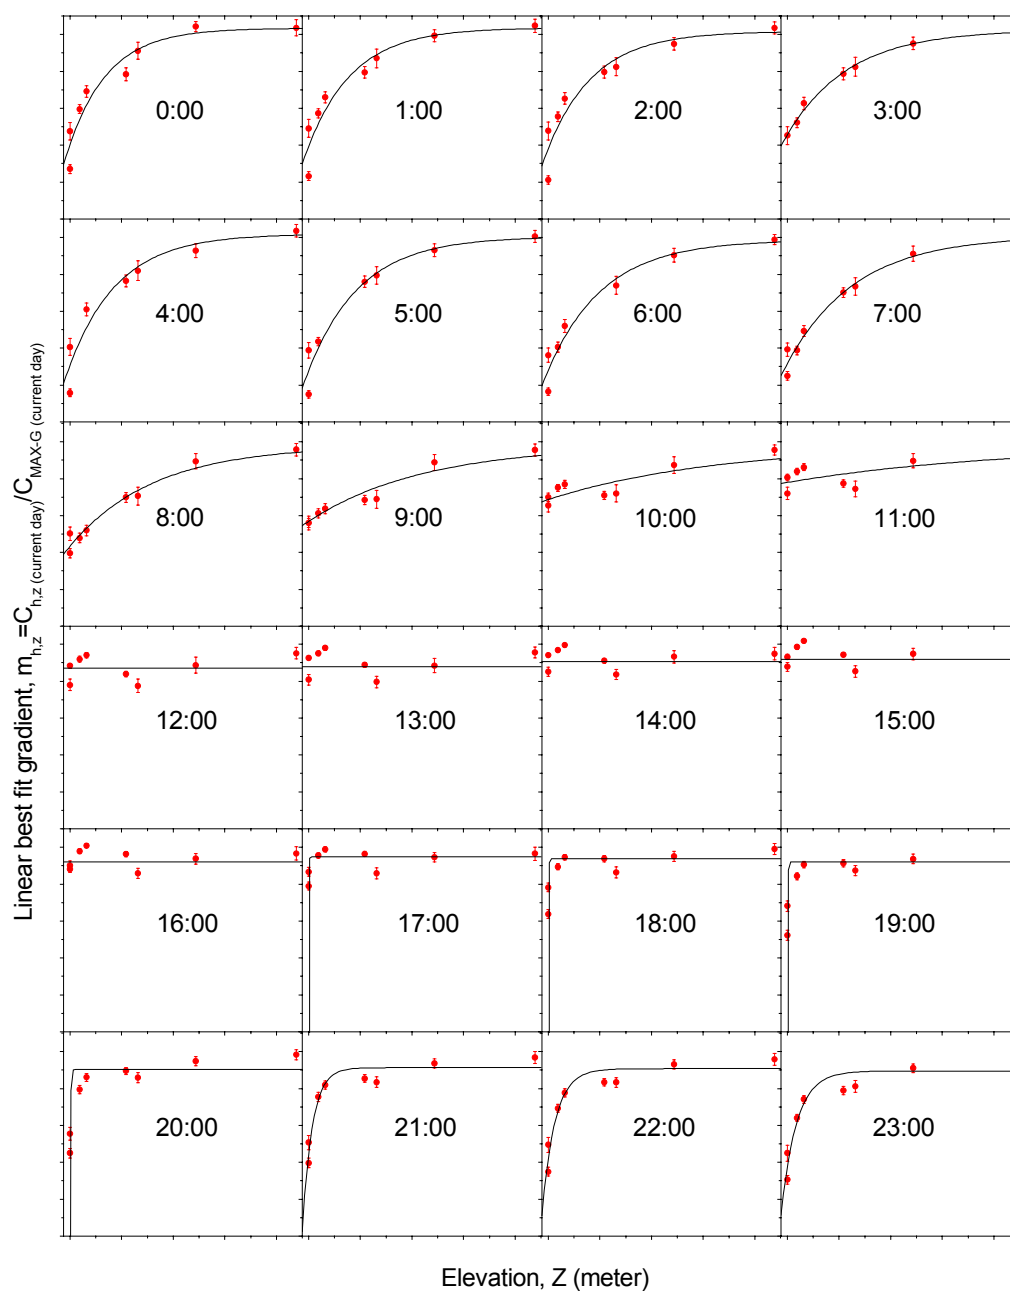 Linear best fit gradient, m h,z =C h,z (current day) /C MAX-G (current day)
0:00 1:00 2:00 3:00
4:00 5:00 6:00 7:00
8:00 9:00 10:00 11:00
12:00 13:00 14:00 15:00
16:00 17:00 18:00 19:00
20:00 21:00 22:00 23:00
Elevation, Z (meter)